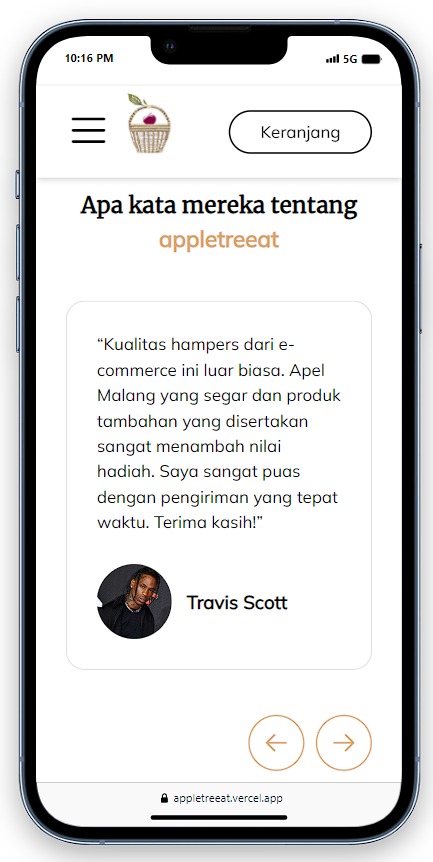 10:16 PM 5G
Keranjang
Apa kata mereka tentang
appletreeat
“Kualitas hampers dari e-
commerce ini luar biasa. Apel
Malang yang segar dan produk
tambahan yang disertakan
sangat menambah nilai
hadiah. Saya sangat puas
dengan pengiriman yang tepat
waktu. Terima kasih!”
Travis Scott
appletreeat.vercel.app